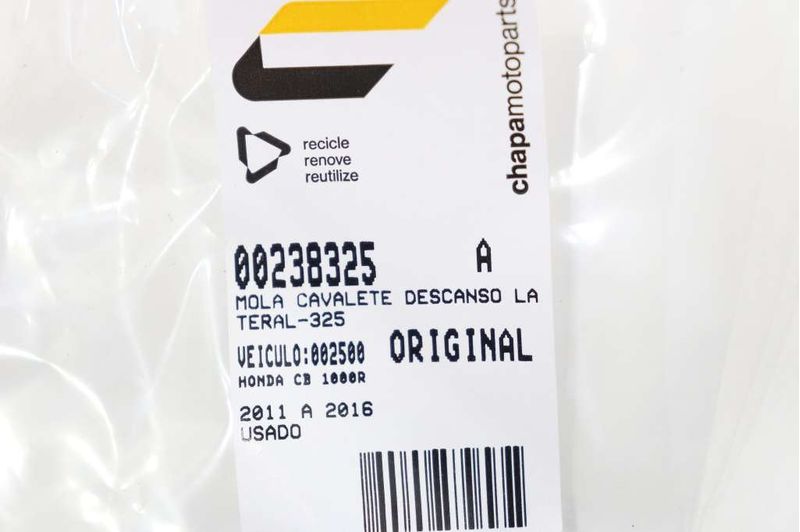 chapamotoparts
recicle
renove
reutilize
00238325 A
MOLA CAVALETE DESCANSO LA
TERAL-325
VEICULO:002500 ORIGINAL
HONDA CB 1000R
2011 A 2016
USADO